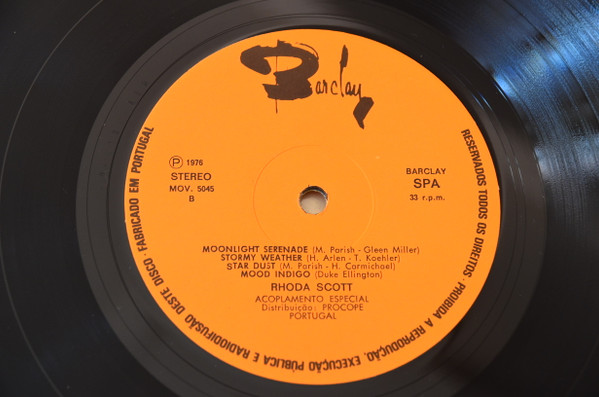 Barclay
℗ 1976
STEREO
MOV. 5045
B
BARCLAY
SPA
33 r.p.m.
MOONLIGHT SERENADE (M. Parish - Gleen Miller)
STORMY WEATHER (H. Arlen - T. Koehler)
STAR DUST (M. Parish - H. Carmichael)
MOOD INDIGO (Duke Ellington)
RHODA SCOTT
ACOPLAMENTO ESPECIAL
Distribuição: PROCOPE
PORTUGAL
RESERVADOS TODOS OS DIREITOS. PROIBIDA A REPRODUÇÃO, EXECUÇÃO PÚBLICA E RADIODIFUSÃO DESTE DISCO · FABRICADO EM PORTUGAL